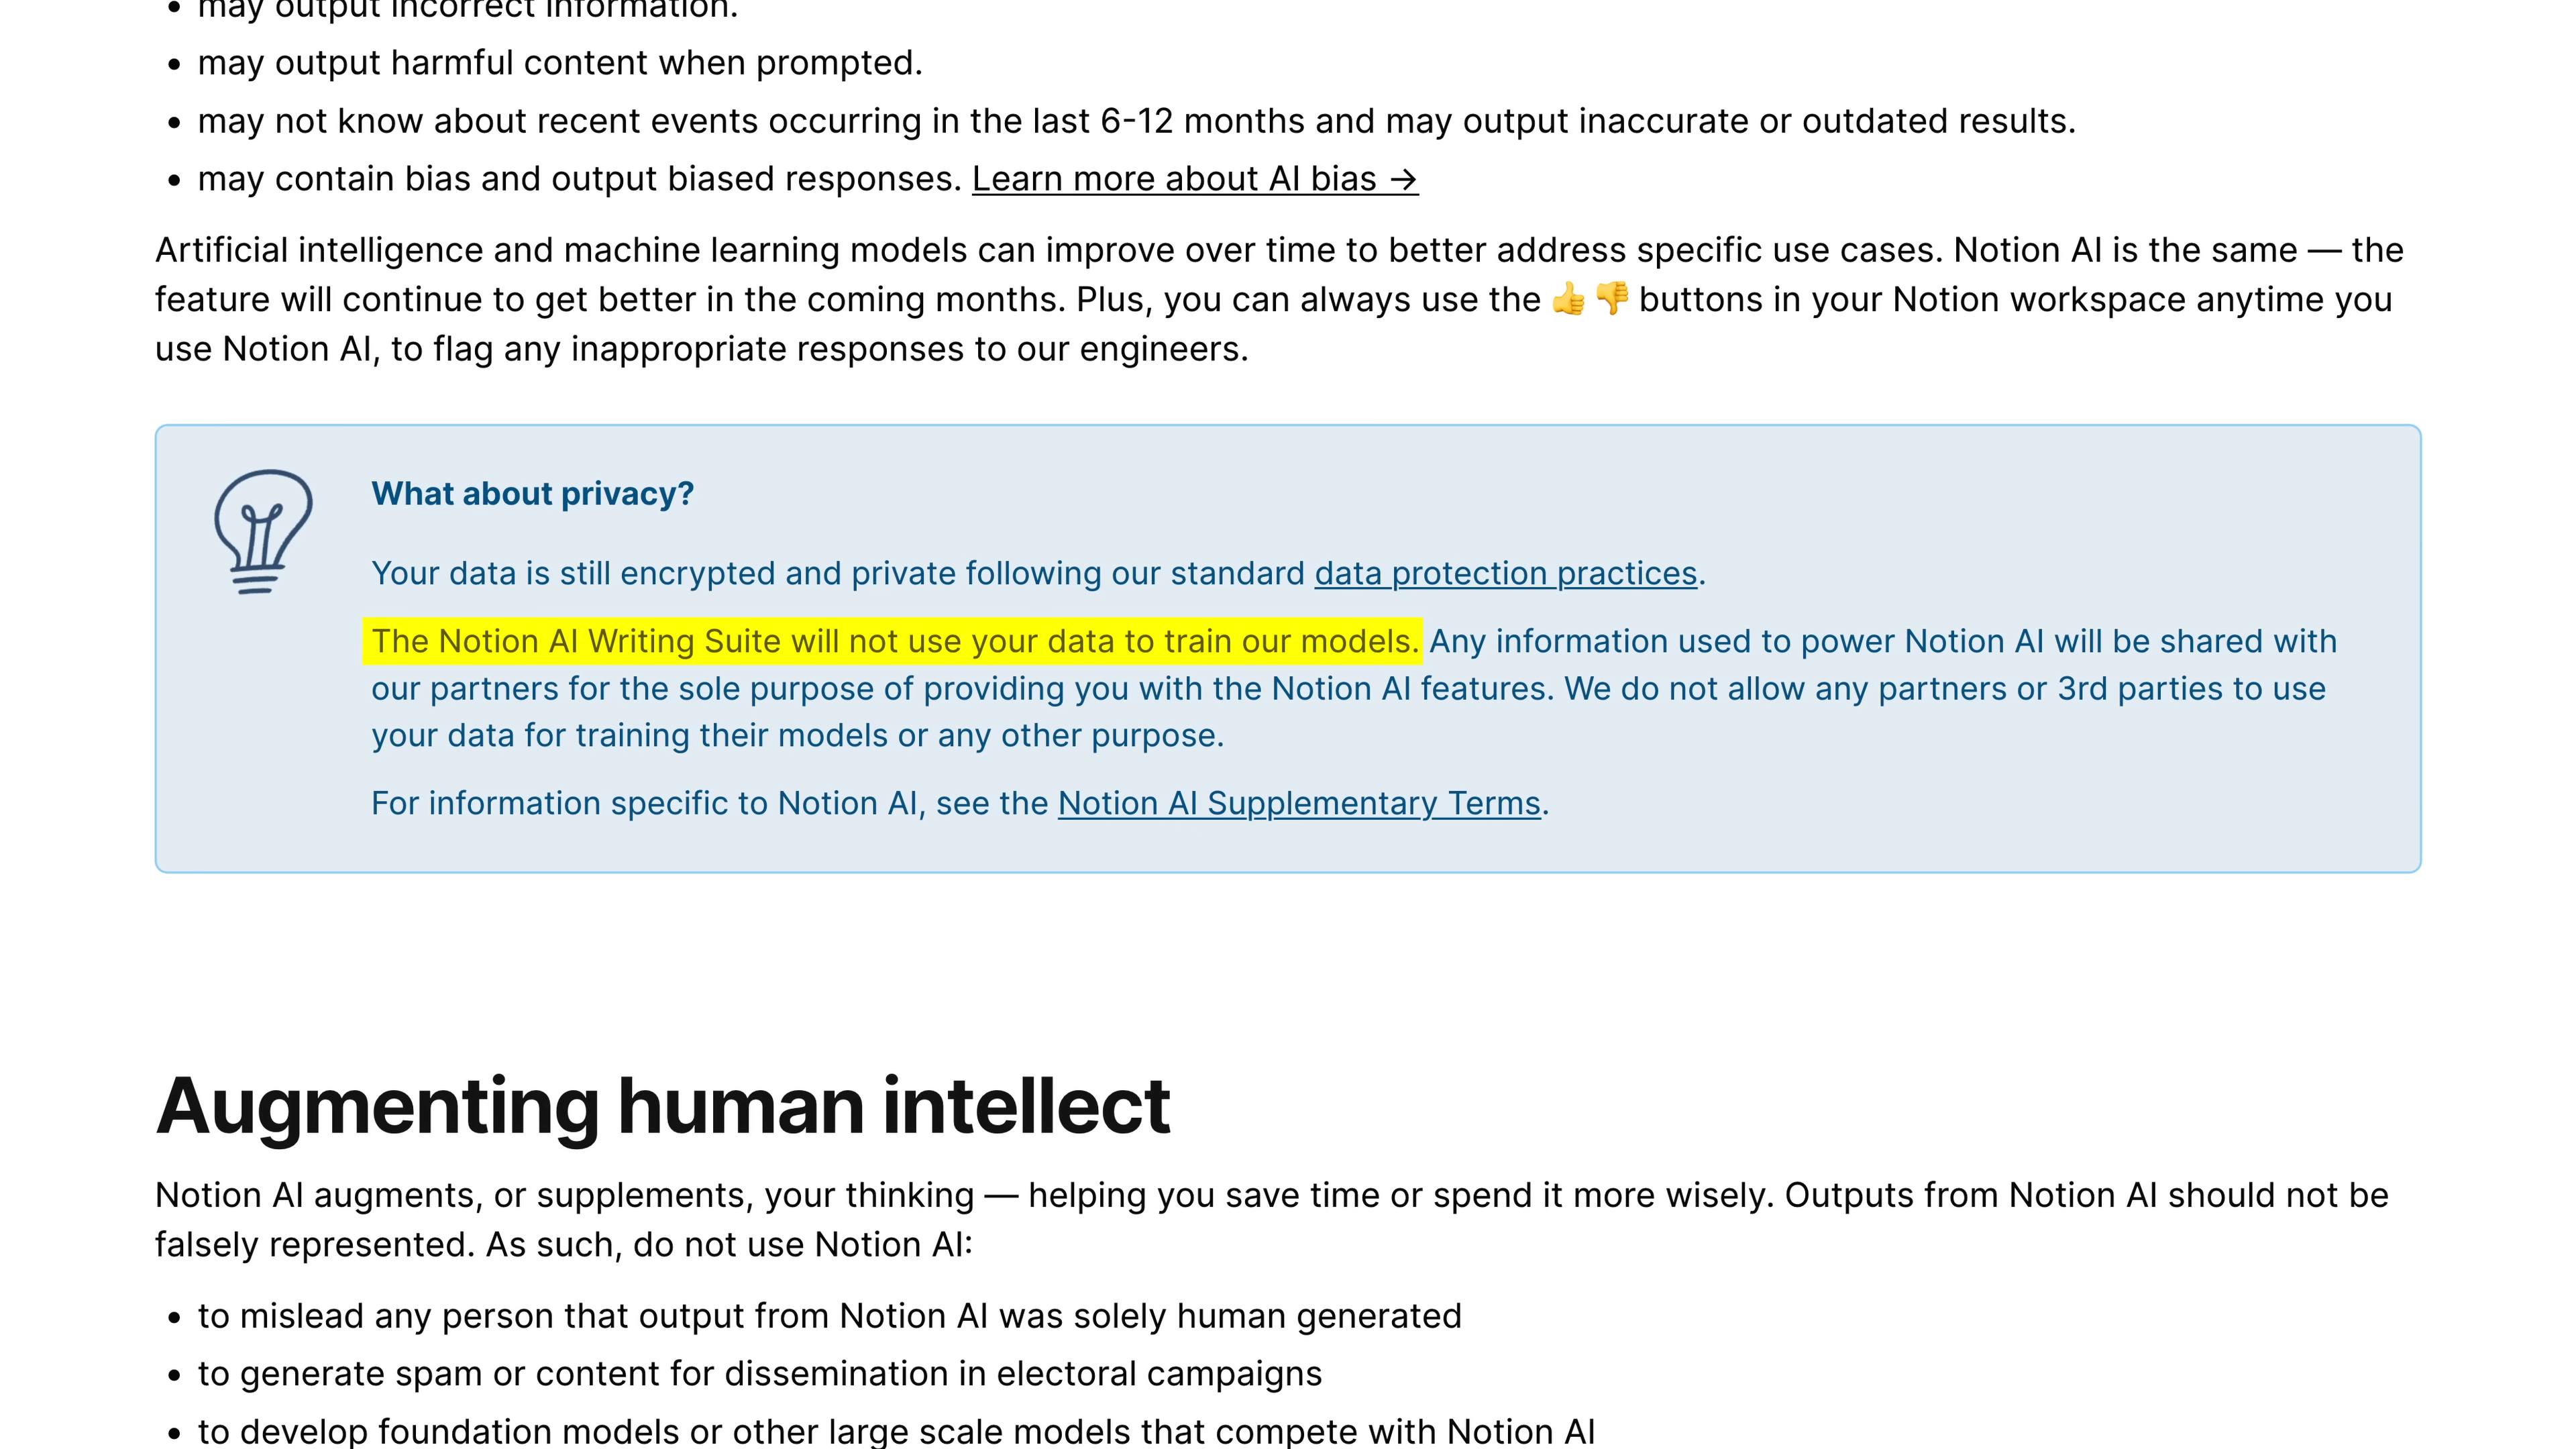 • may output incorrect information.
• may output harmful content when prompted.
• may not know about recent events occurring in the last 6-12 months and may output inaccurate or outdated results.
• may contain bias and output biased responses. Learn more about AI bias →
Artificial intelligence and machine learning models can improve over time to better address specific use cases. Notion AI is the same — the
feature will continue to get better in the coming months. Plus, you can always use the 👍👎 buttons in your Notion workspace anytime you
use Notion AI, to flag any inappropriate responses to our engineers.
What about privacy?
Your data is still encrypted and private following our standard data protection practices.
The Notion AI Writing Suite will not use your data to train our models. Any information used to power Notion AI will be shared with
our partners for the sole purpose of providing you with the Notion AI features. We do not allow any partners or 3rd parties to use
your data for training their models or any other purpose.
For information specific to Notion AI, see the Notion AI Supplementary Terms.
Augmenting human intellect
Notion AI augments, or supplements, your thinking — helping you save time or spend it more wisely. Outputs from Notion AI should not be
falsely represented. As such, do not use Notion AI:
• to mislead any person that output from Notion AI was solely human generated
• to generate spam or content for dissemination in electoral campaigns
• to develop foundation models or other large scale models that compete with Notion AI